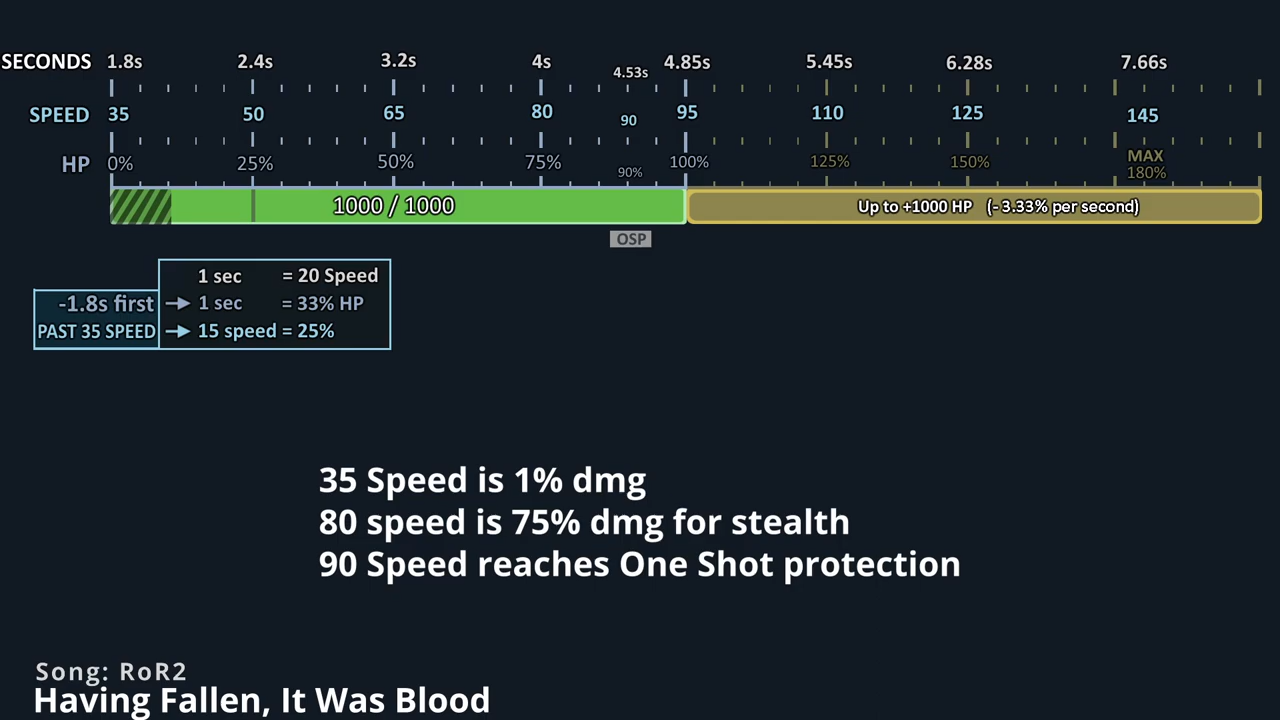 SECONDS 1.8s 2.4s 3.2s 4s 4.53s 4.85s 5.45s 6.28s 7.66s
SPEED 35 50 65 80 90 95 110 125 145
HP 0% 25% 50% 75% 90% 100% 125% 150% MAX 180%
1000 / 1000 Up to +1000 HP (- 3.33% per second)
OSP
1 sec = 20 Speed
-1.8s first 1 sec = 33% HP
PAST 35 SPEED 15 speed = 25%
35 Speed is 1% dmg
80 speed is 75% dmg for stealth
90 Speed reaches One Shot protection
Song: RoR2
Having Fallen, It Was Blood